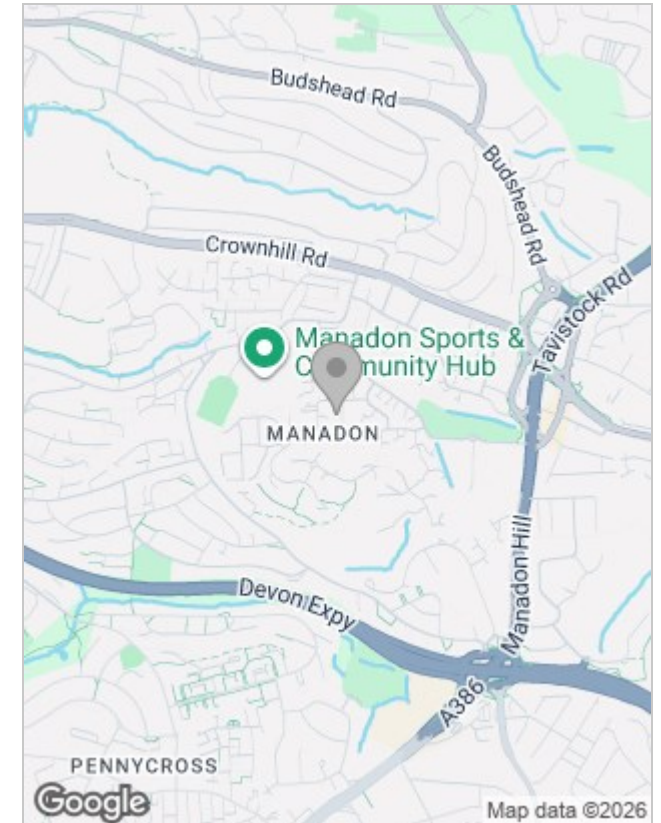 Budshead Rd
Budshead Rd
Crownhill Rd
Tavistock Rd
Manadon Sports &
Community Hub
MANADON
Manadon Hill
Devon Expy
A386
PENNYCROSS
Google
Map data ©2026